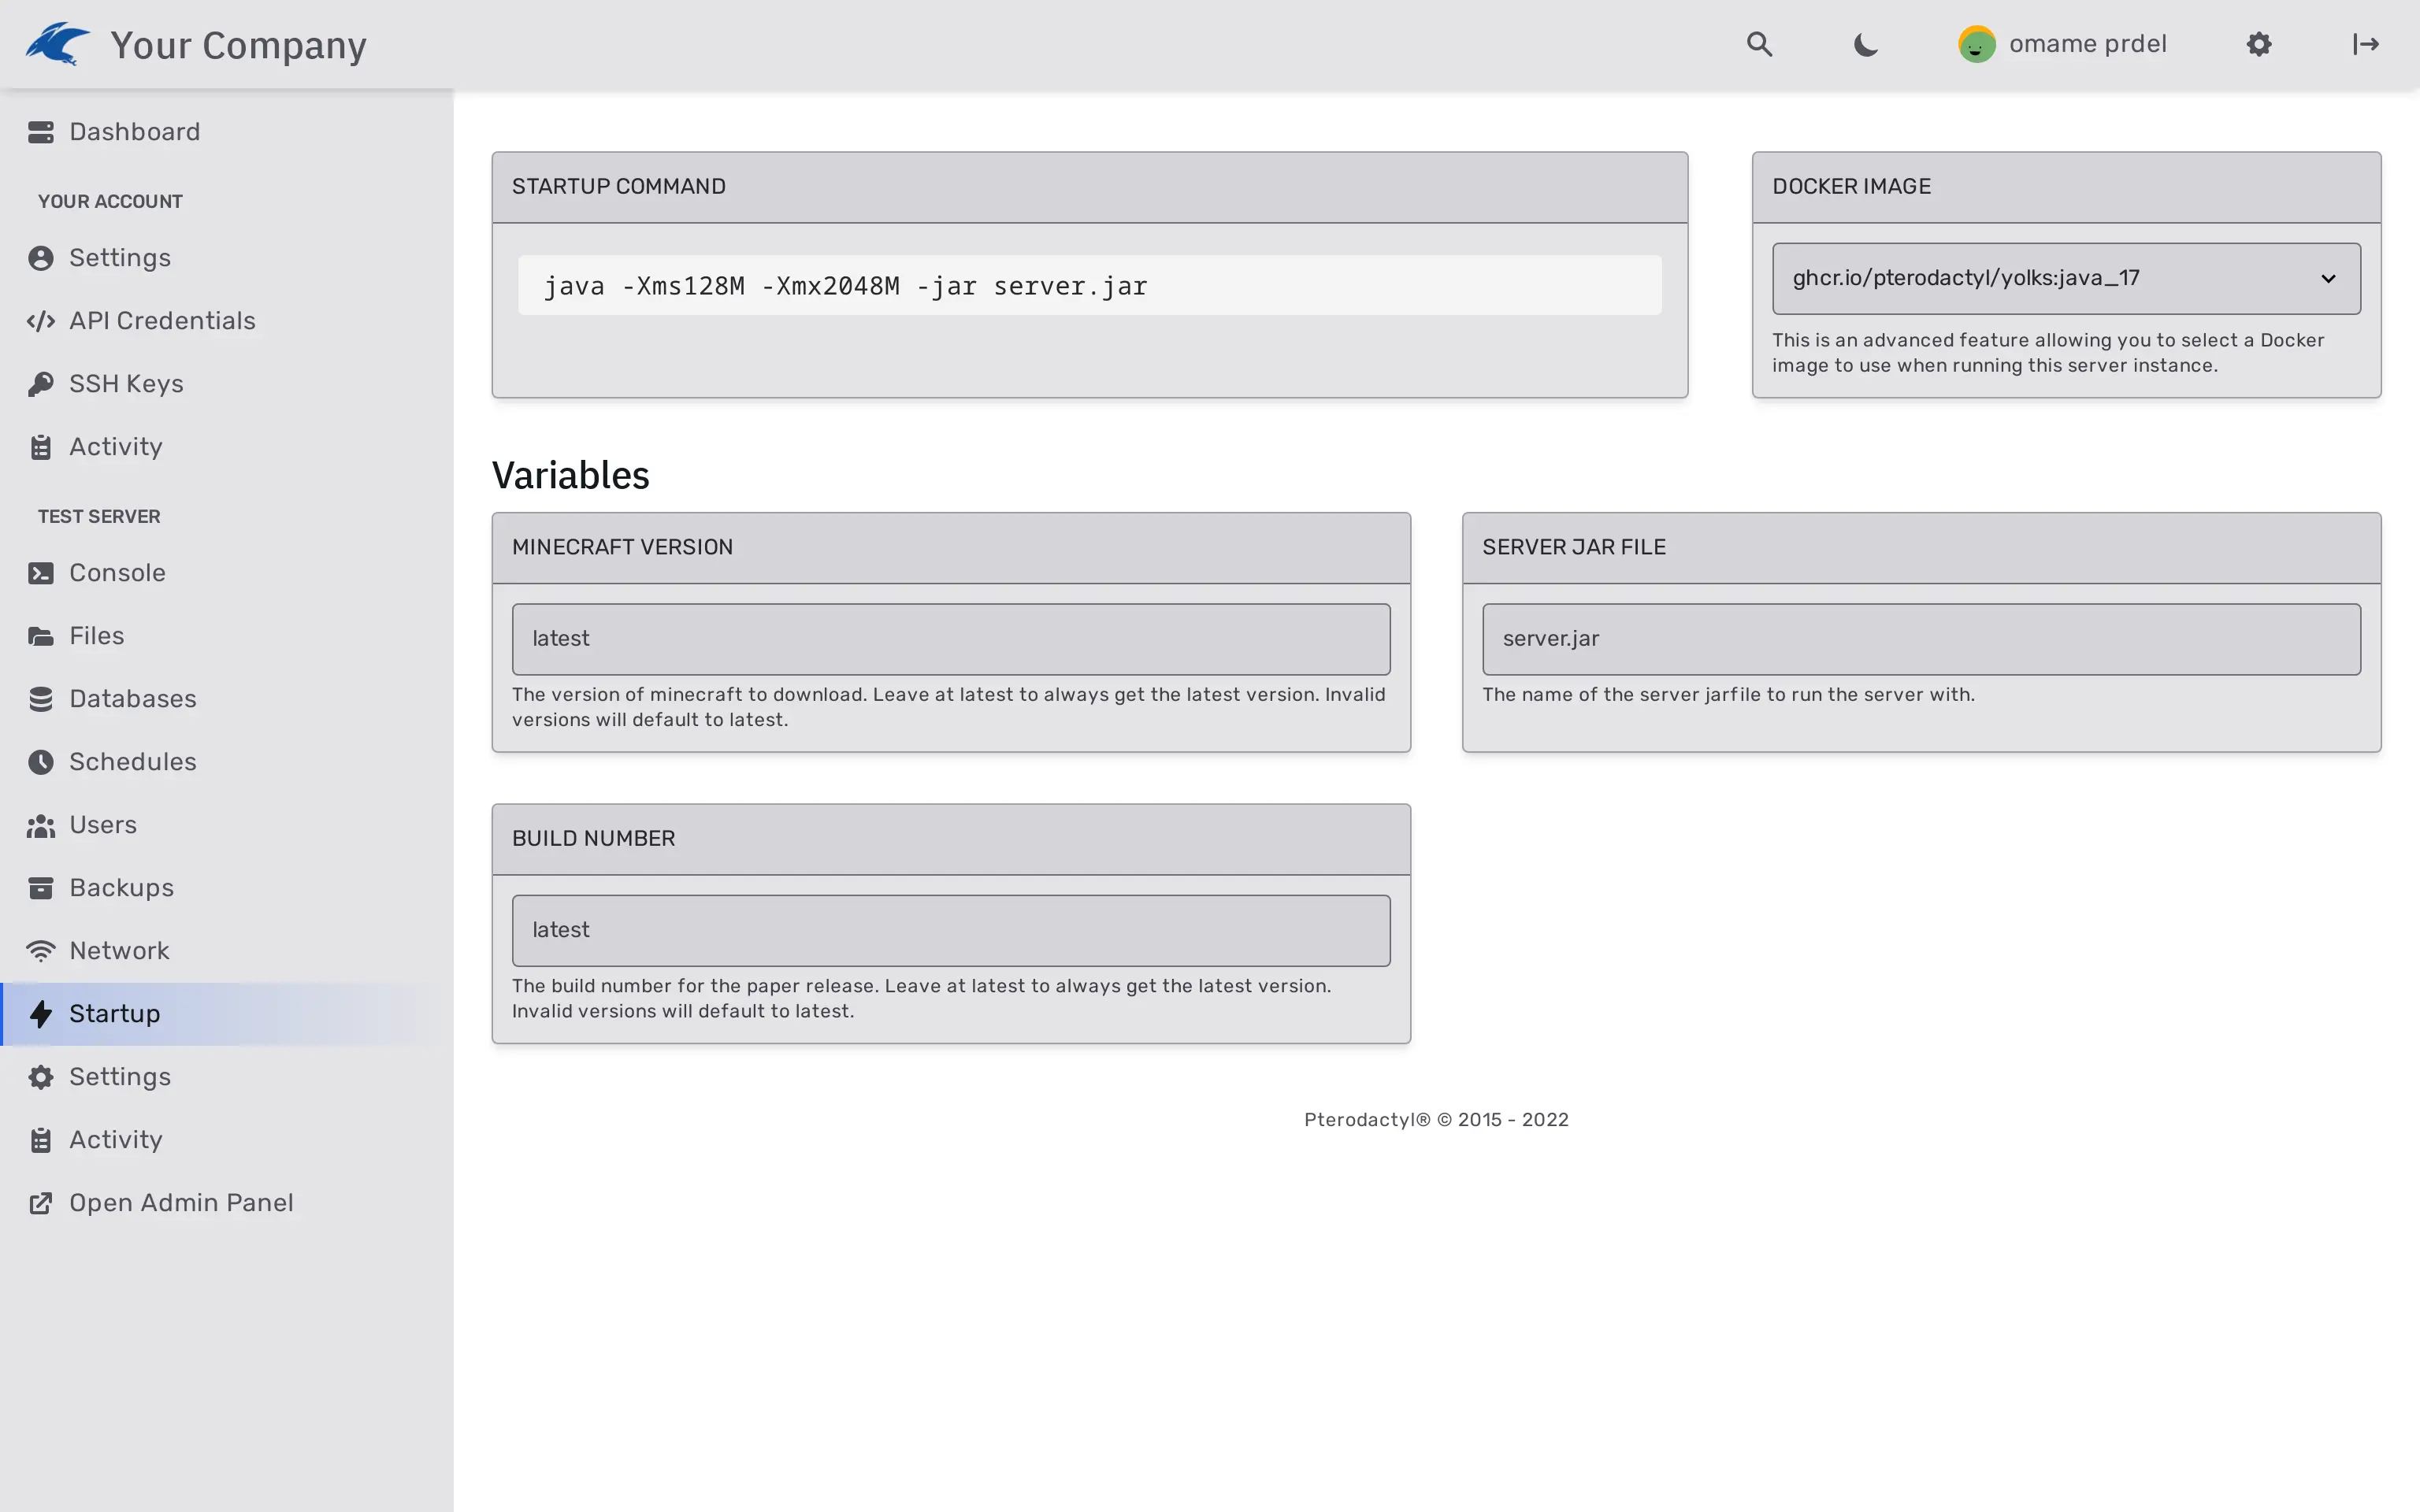 Your Company
omame prdel
Dashboard
YOUR ACCOUNT
Settings
API Credentials
SSH Keys
Activity
TEST SERVER
Console
Files
Databases
Schedules
Users
Backups
Network
Startup
Settings
Activity
Open Admin Panel
STARTUP COMMAND
java -Xms128M -Xmx2048M -jar server.jar
DOCKER IMAGE
ghcr.io/pterodactyl/yolks:java_17
This is an advanced feature allowing you to select a Docker
image to use when running this server instance.
Variables
MINECRAFT VERSION
latest
The version of minecraft to download. Leave at latest to always get the latest version. Invalid
versions will default to latest.
SERVER JAR FILE
server.jar
The name of the server jarfile to run the server with.
BUILD NUMBER
latest
The build number for the paper release. Leave at latest to always get the latest version.
Invalid versions will default to latest.
Pterodactyl® © 2015 - 2022